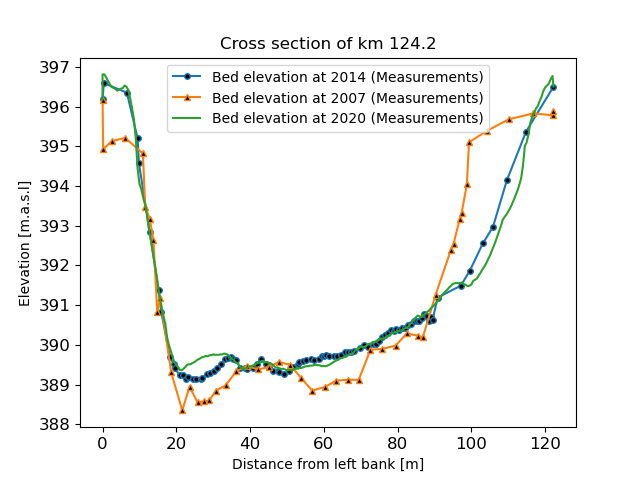 Cross section of km 124.2
Bed elevation at 2014 (Measurements)
Bed elevation at 2007 (Measurements)
Bed elevation at 2020 (Measurements)
Elevation [m.a.s.l]
397
396
395
394
393
392
391
390
389
388
0 20 40 60 80 100 120
Distance from left bank [m]